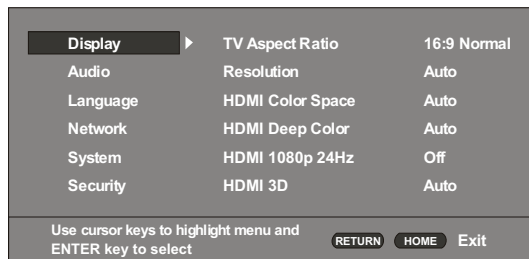 Display TV Aspect Ratio 16:9 Normal
Audio Resolution Auto
Language HDMI Color Space Auto
Network HDMI Deep Color Auto
System HDMI 1080p 24Hz Off
Security HDMI 3D Auto
Use cursor keys to highlight menu and
ENTER key to select
RETURN HOME Exit